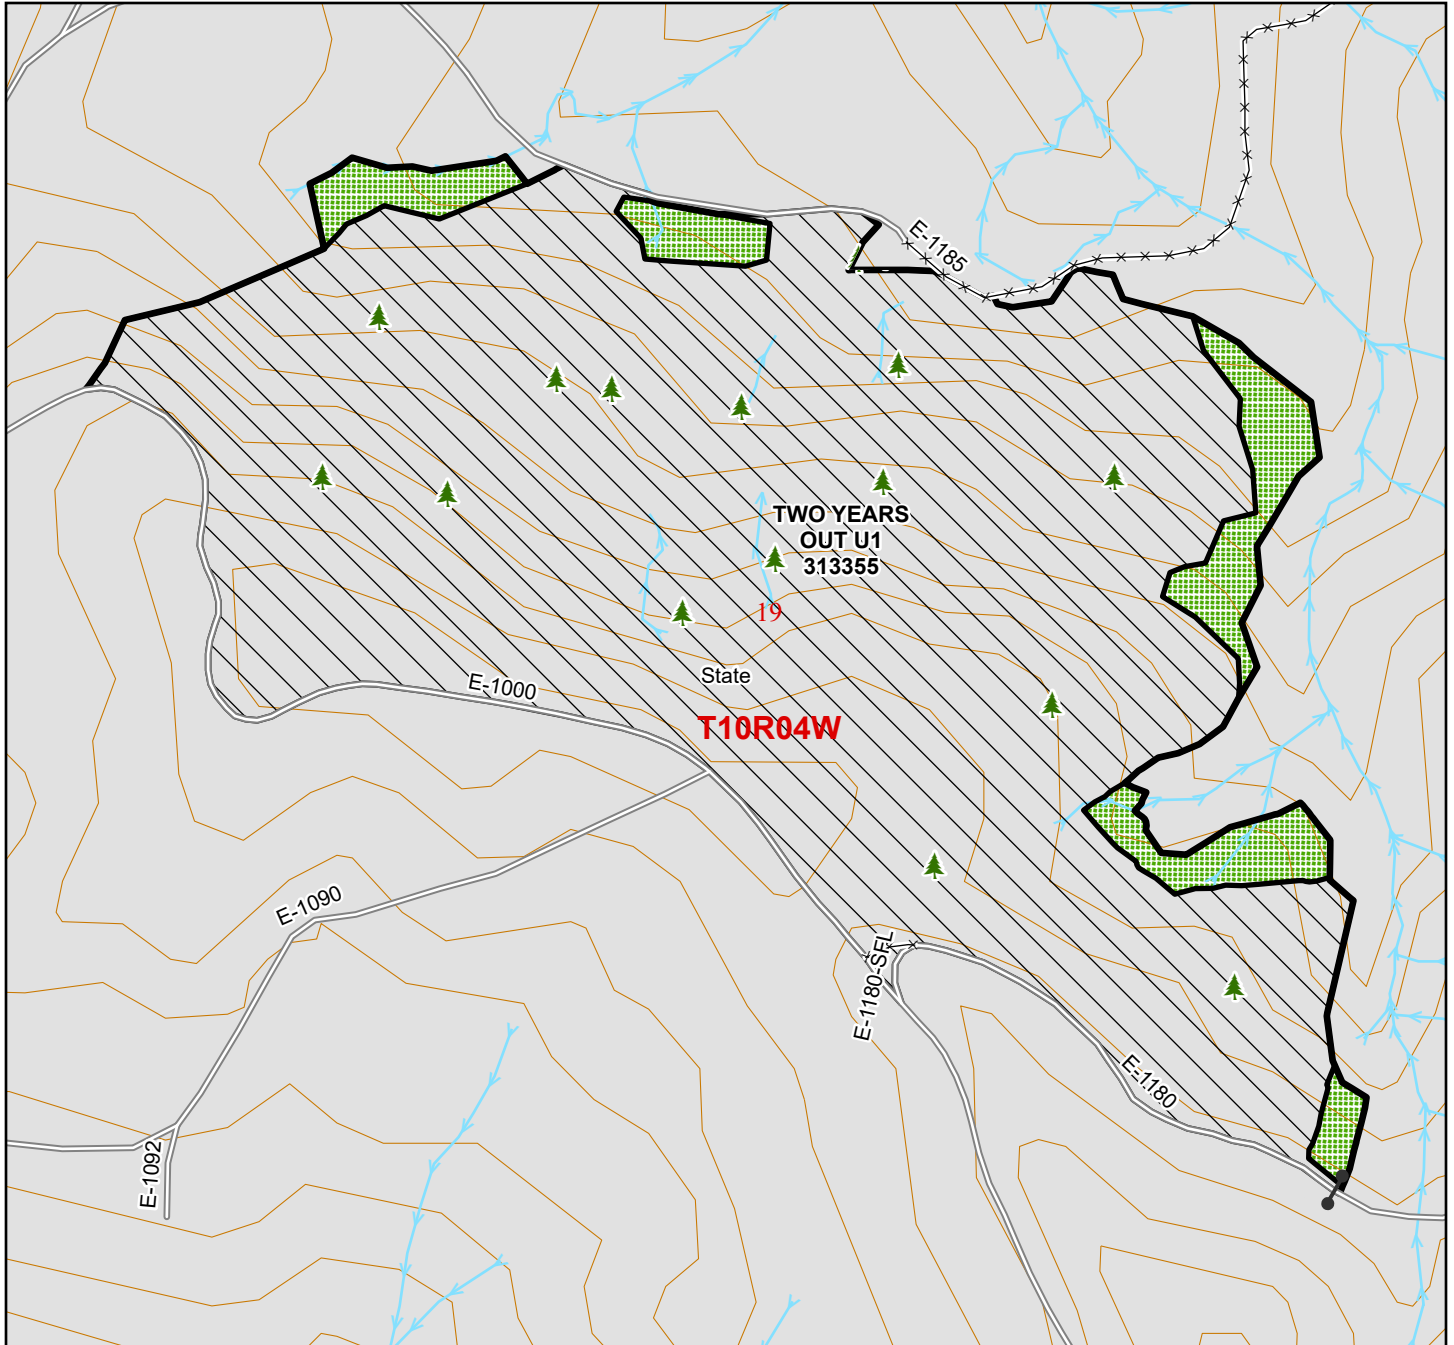 E-1185
TWO YEARS
OUT U1
313355
19
State
E-1000
T10R04W
E-1090
E-1180-SFL
E-1180
E-1092